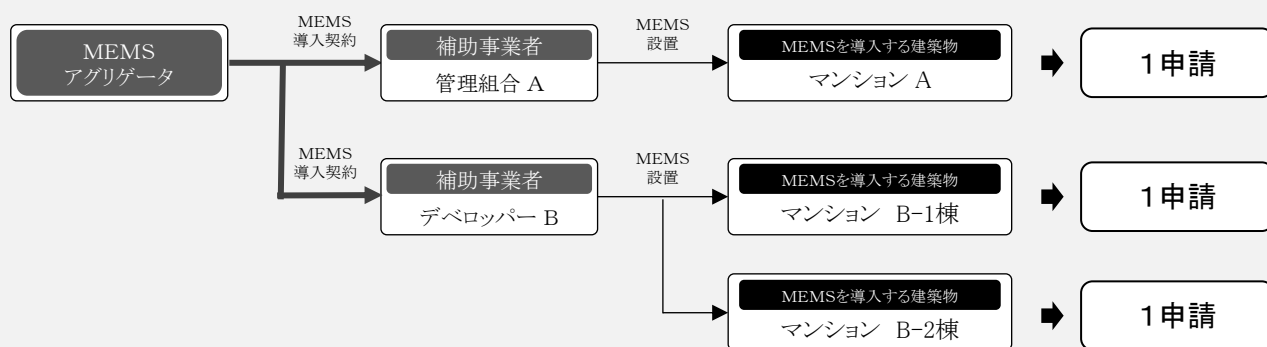 MEMS
アグリゲータ
MEMS
導入契約
補助事業者
管理組合 A
MEMS
設置
MEMSを導入する建築物
マンション A
1申請
MEMS
導入契約
補助事業者
デベロッパー B
MEMS
設置
MEMSを導入する建築物
マンション B-1棟
1申請
MEMSを導入する建築物
マンション B-2棟
1申請